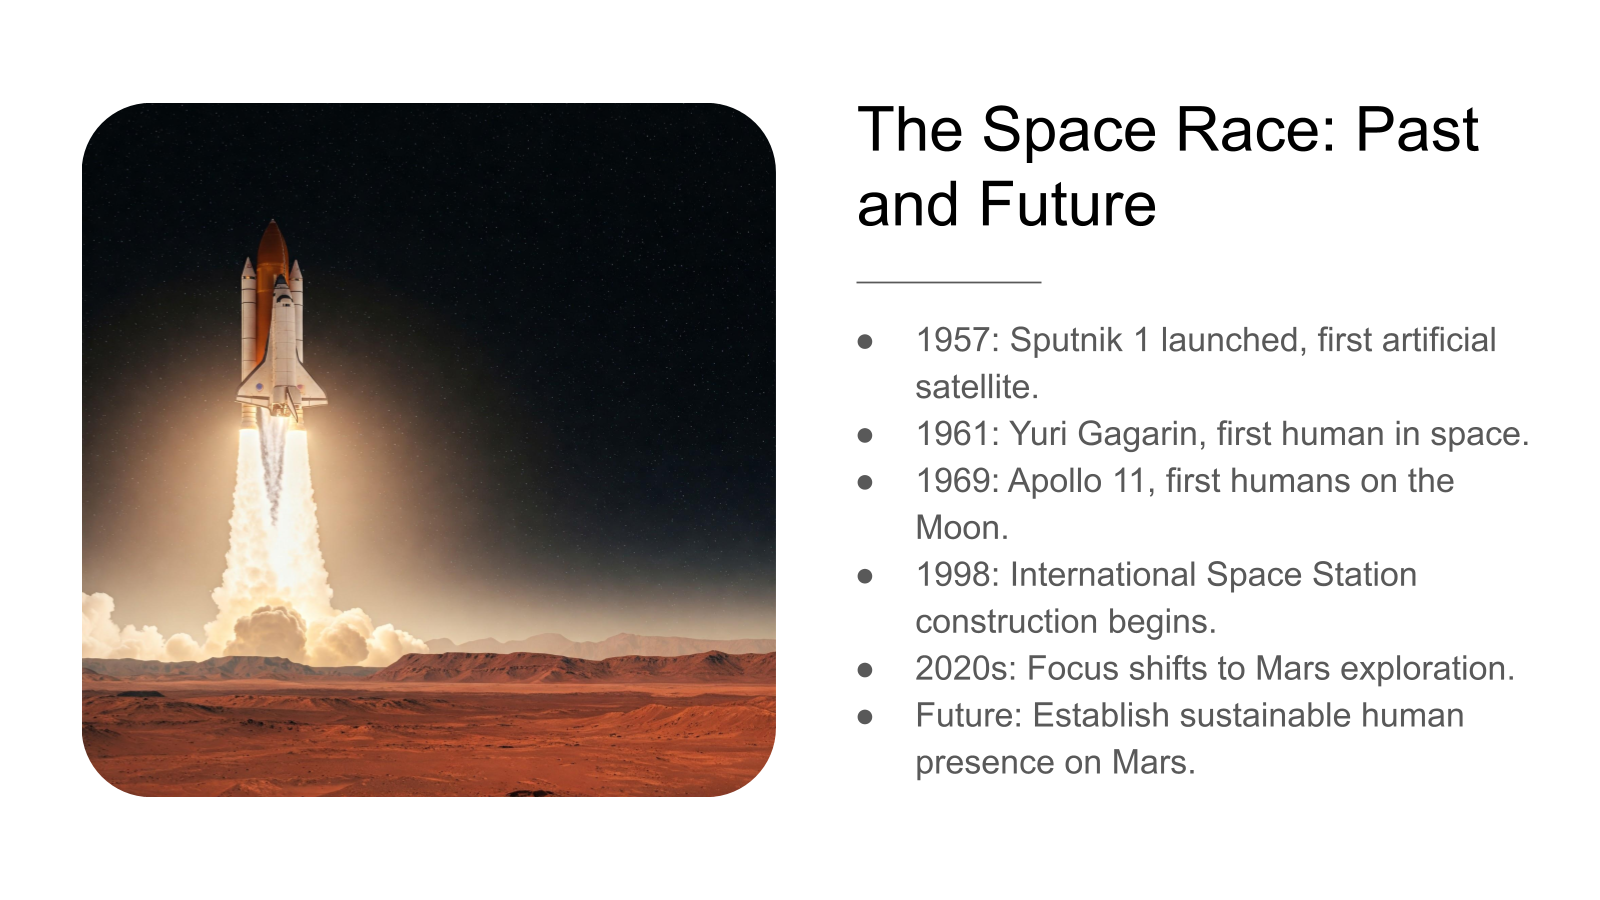 The Space Race: Past
and Future
● 1957: Sputnik 1 launched, first artificial
satellite.
● 1961: Yuri Gagarin, first human in space.
● 1969: Apollo 11, first humans on the
Moon.
● 1998: International Space Station
construction begins.
● 2020s: Focus shifts to Mars exploration.
● Future: Establish sustainable human
presence on Mars.